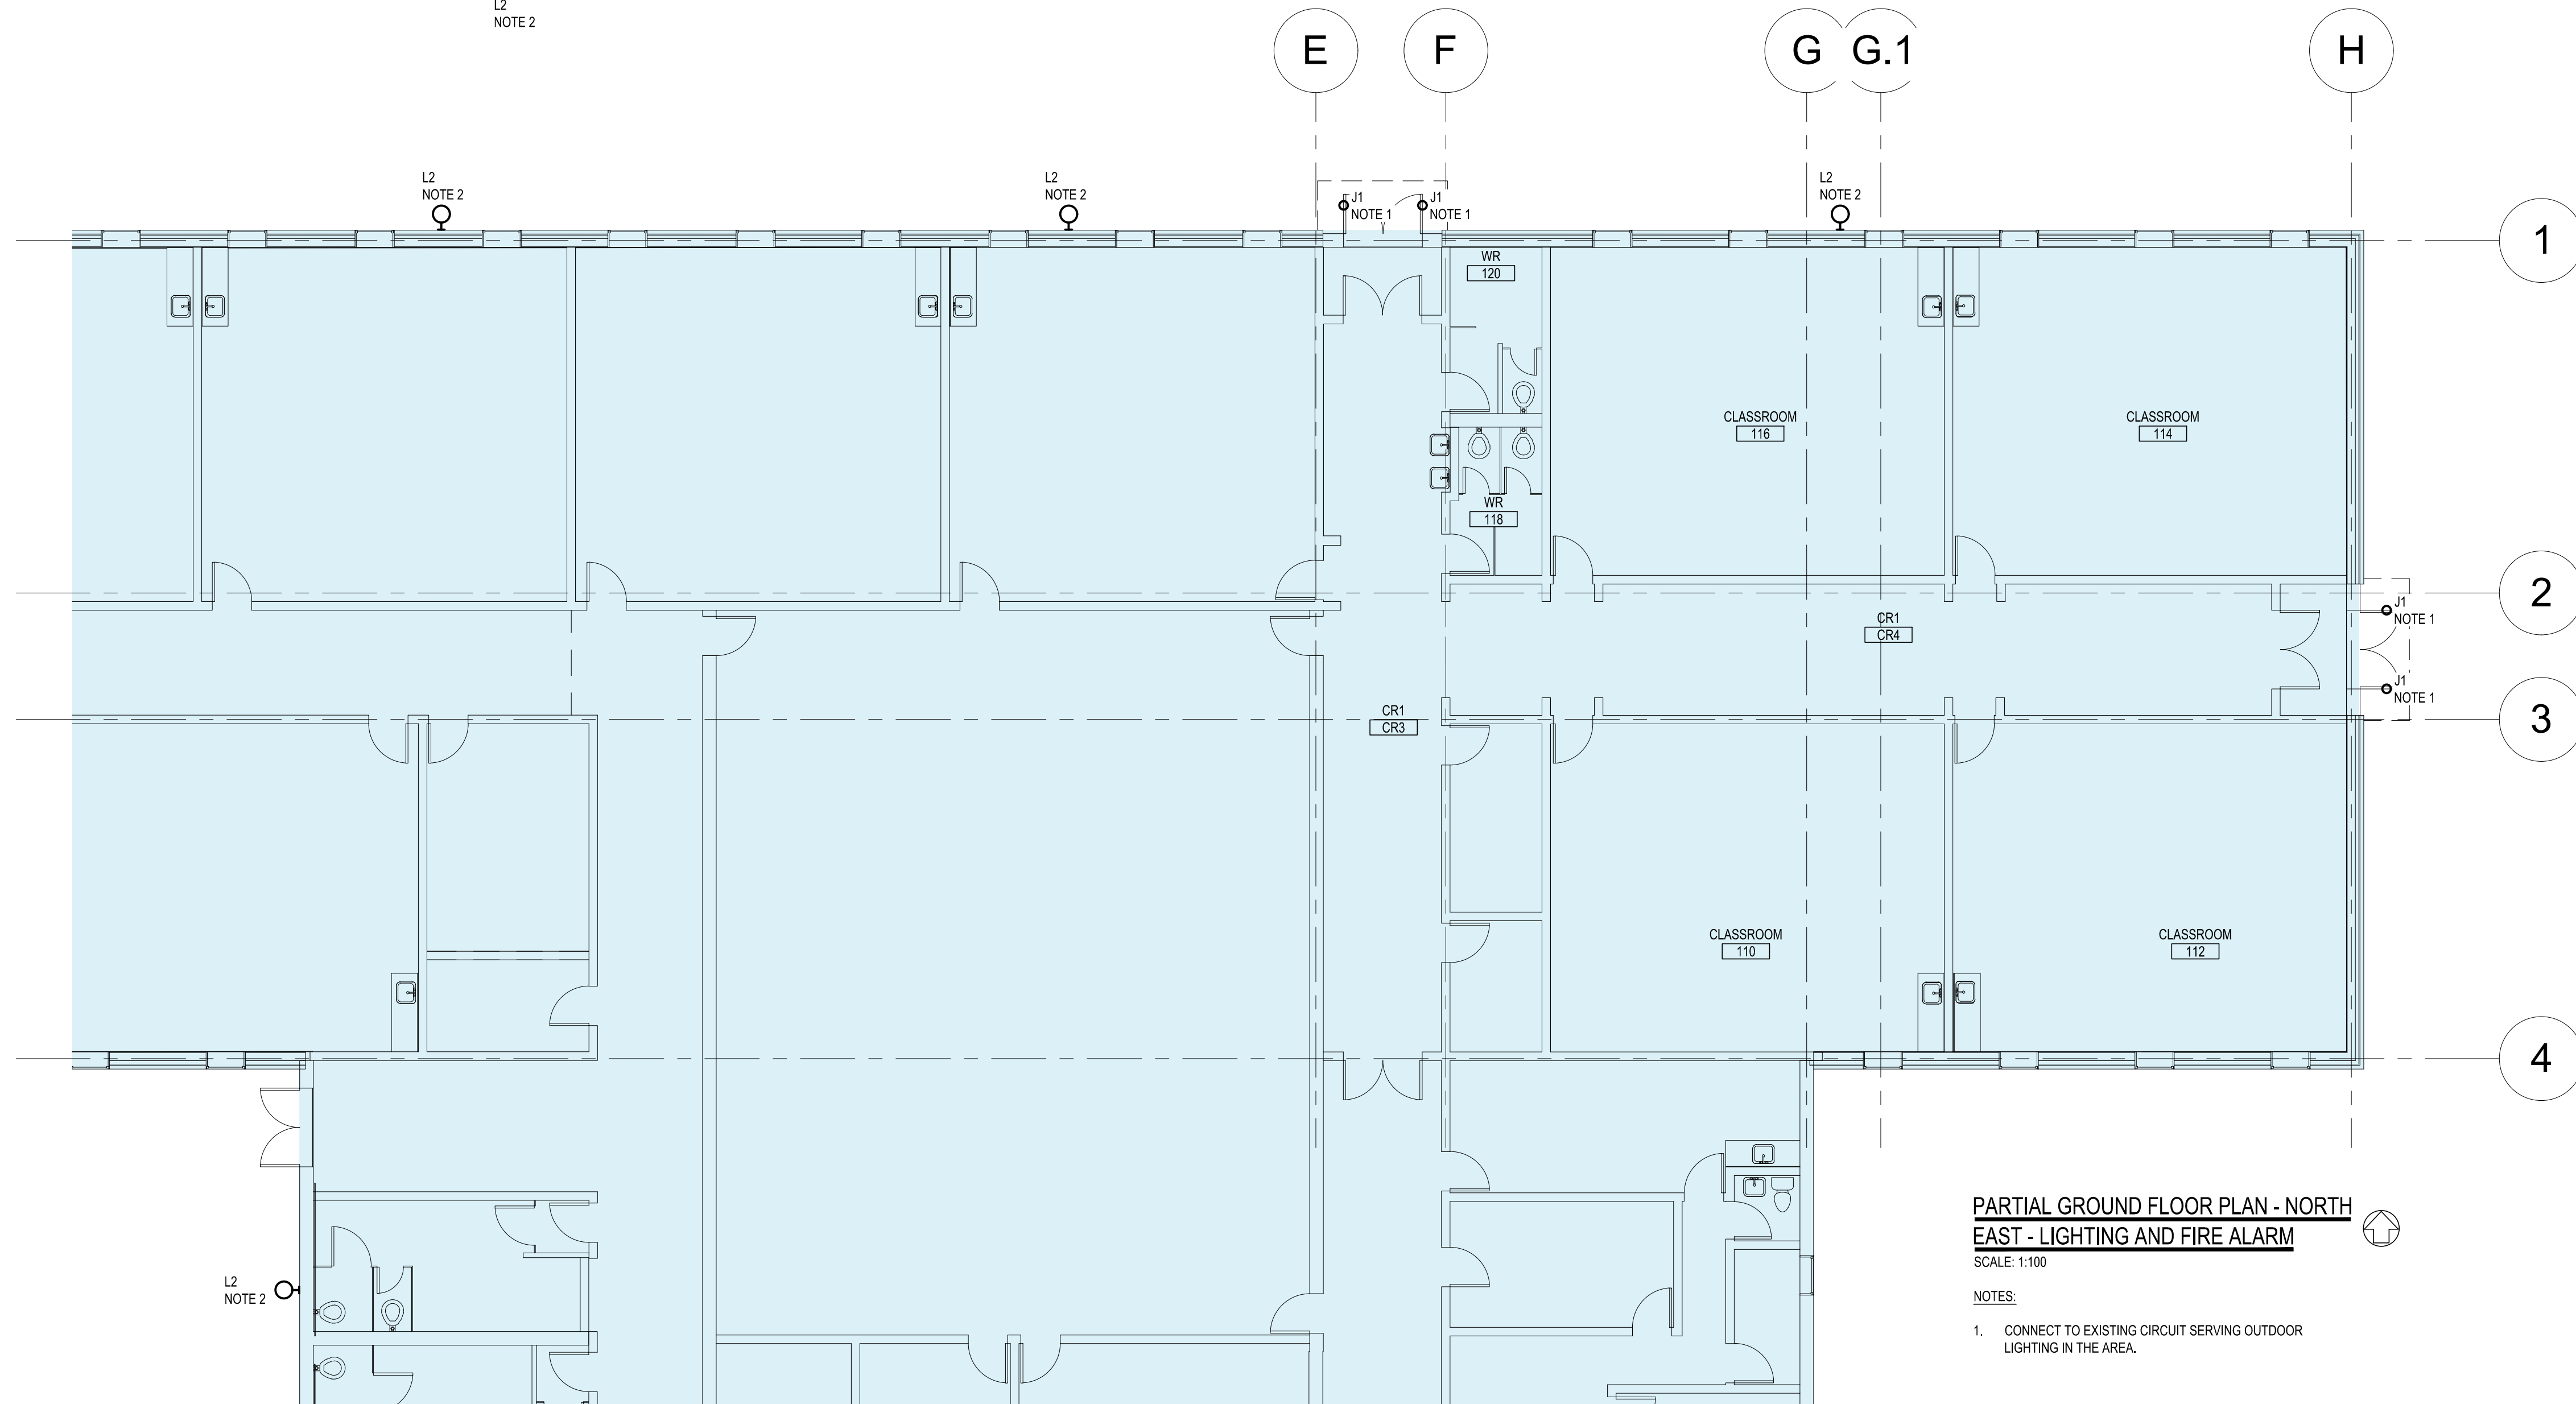 L2
NOTE 2
E
F
G
G.1
H
L2
NOTE 2
L2
NOTE 2
J1
NOTE 1
J1
NOTE 1
L2
NOTE 2
1
WR
120
CLASSROOM
116
CLASSROOM
114
WR
118
2
J1
NOTE 1
CR1
CR4
J1
NOTE 1
CR1
CR3
3
CLASSROOM
110
CLASSROOM
112
4
L2
NOTE 2
PARTIAL GROUND FLOOR PLAN - NORTH
EAST - LIGHTING AND FIRE ALARM
SCALE: 1:100
NOTES:
1. CONNECT TO EXISTING CIRCUIT SERVING OUTDOOR
LIGHTING IN THE AREA.